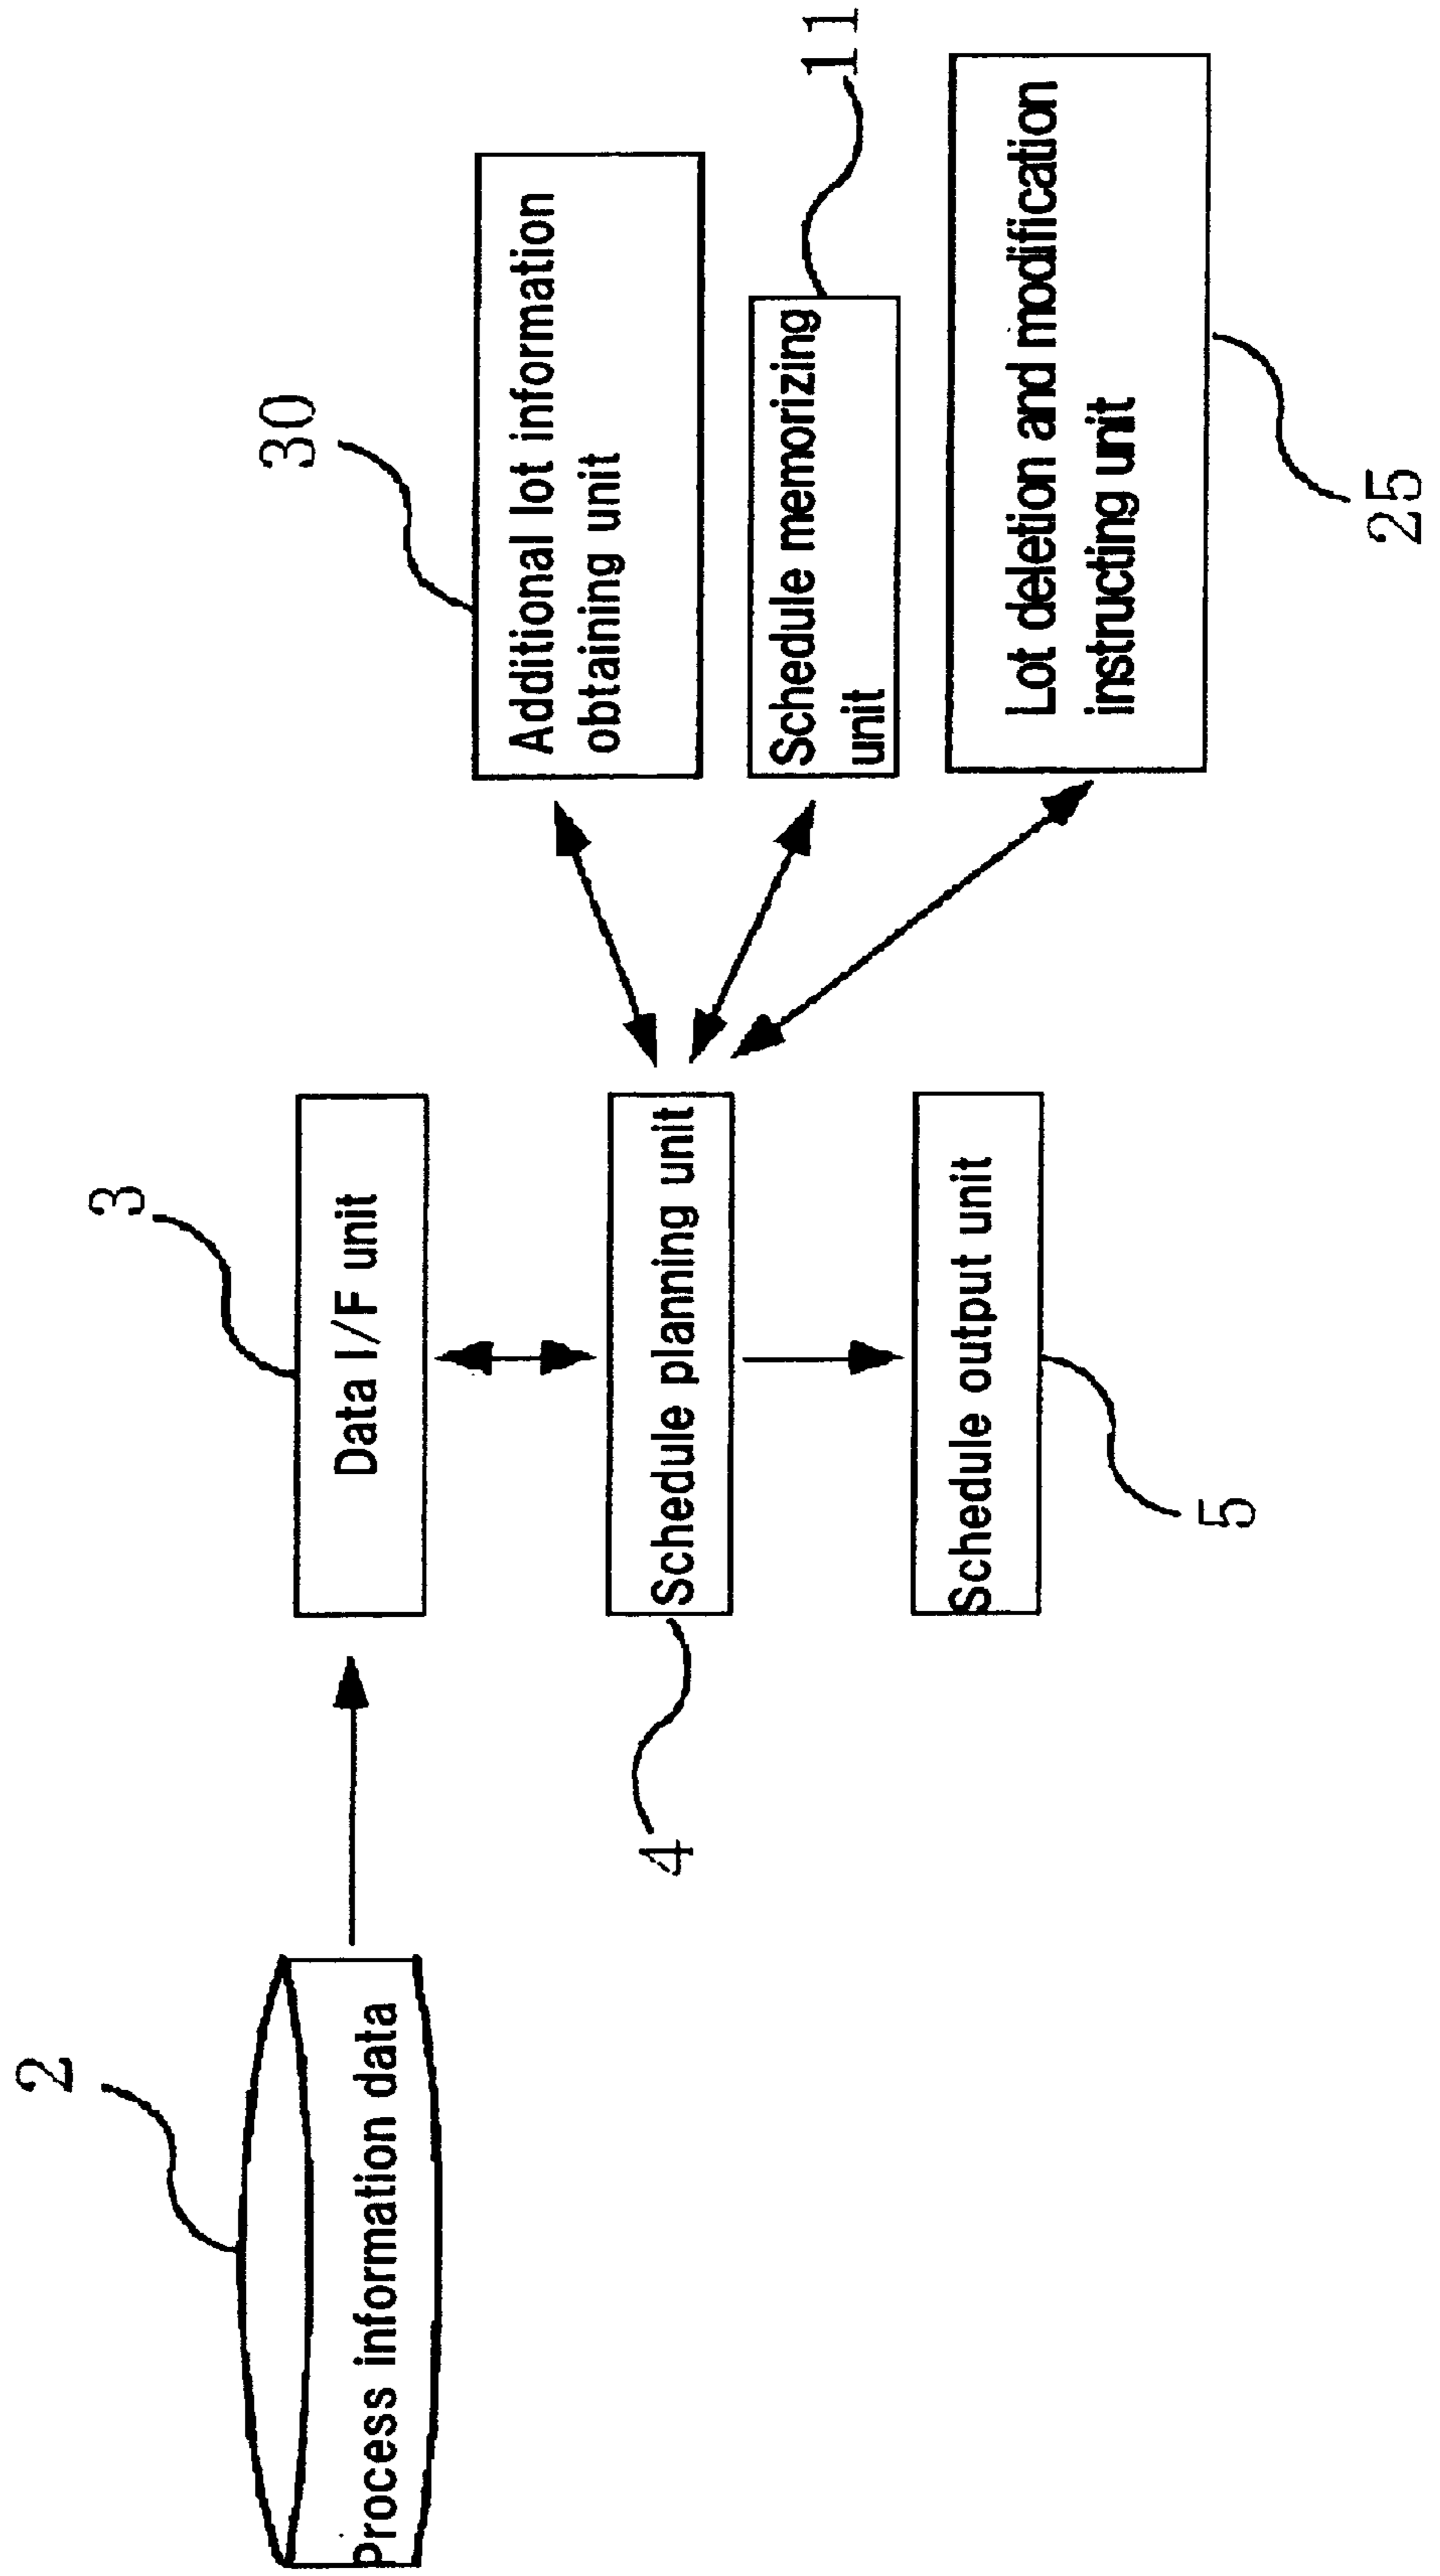 2
Process information data
3
Data I/F unit
4
Schedule planning unit
Schedule output unit
5
30
Additional lot information
obtaining unit
11
Schedule memorizing
unit
Lot deletion and modification
instructing unit
25